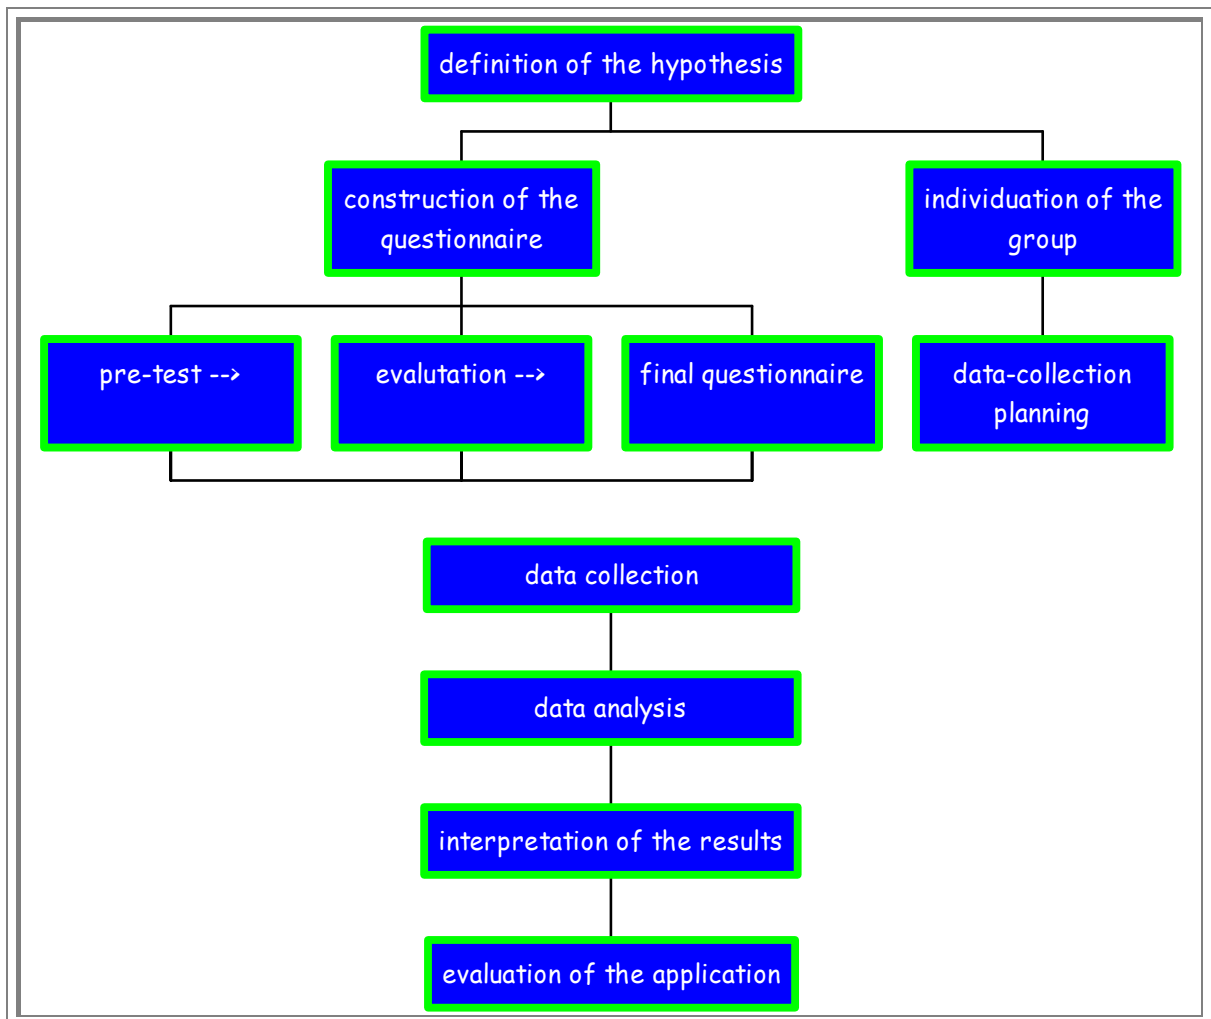 definition of the hypothesis
construction of the
questionnaire
individuation of the
group
pre-test -->
evalutation -->
final questionnaire
data-collection
planning
data collection
data analysis
interpretation of the results
evaluation of the application